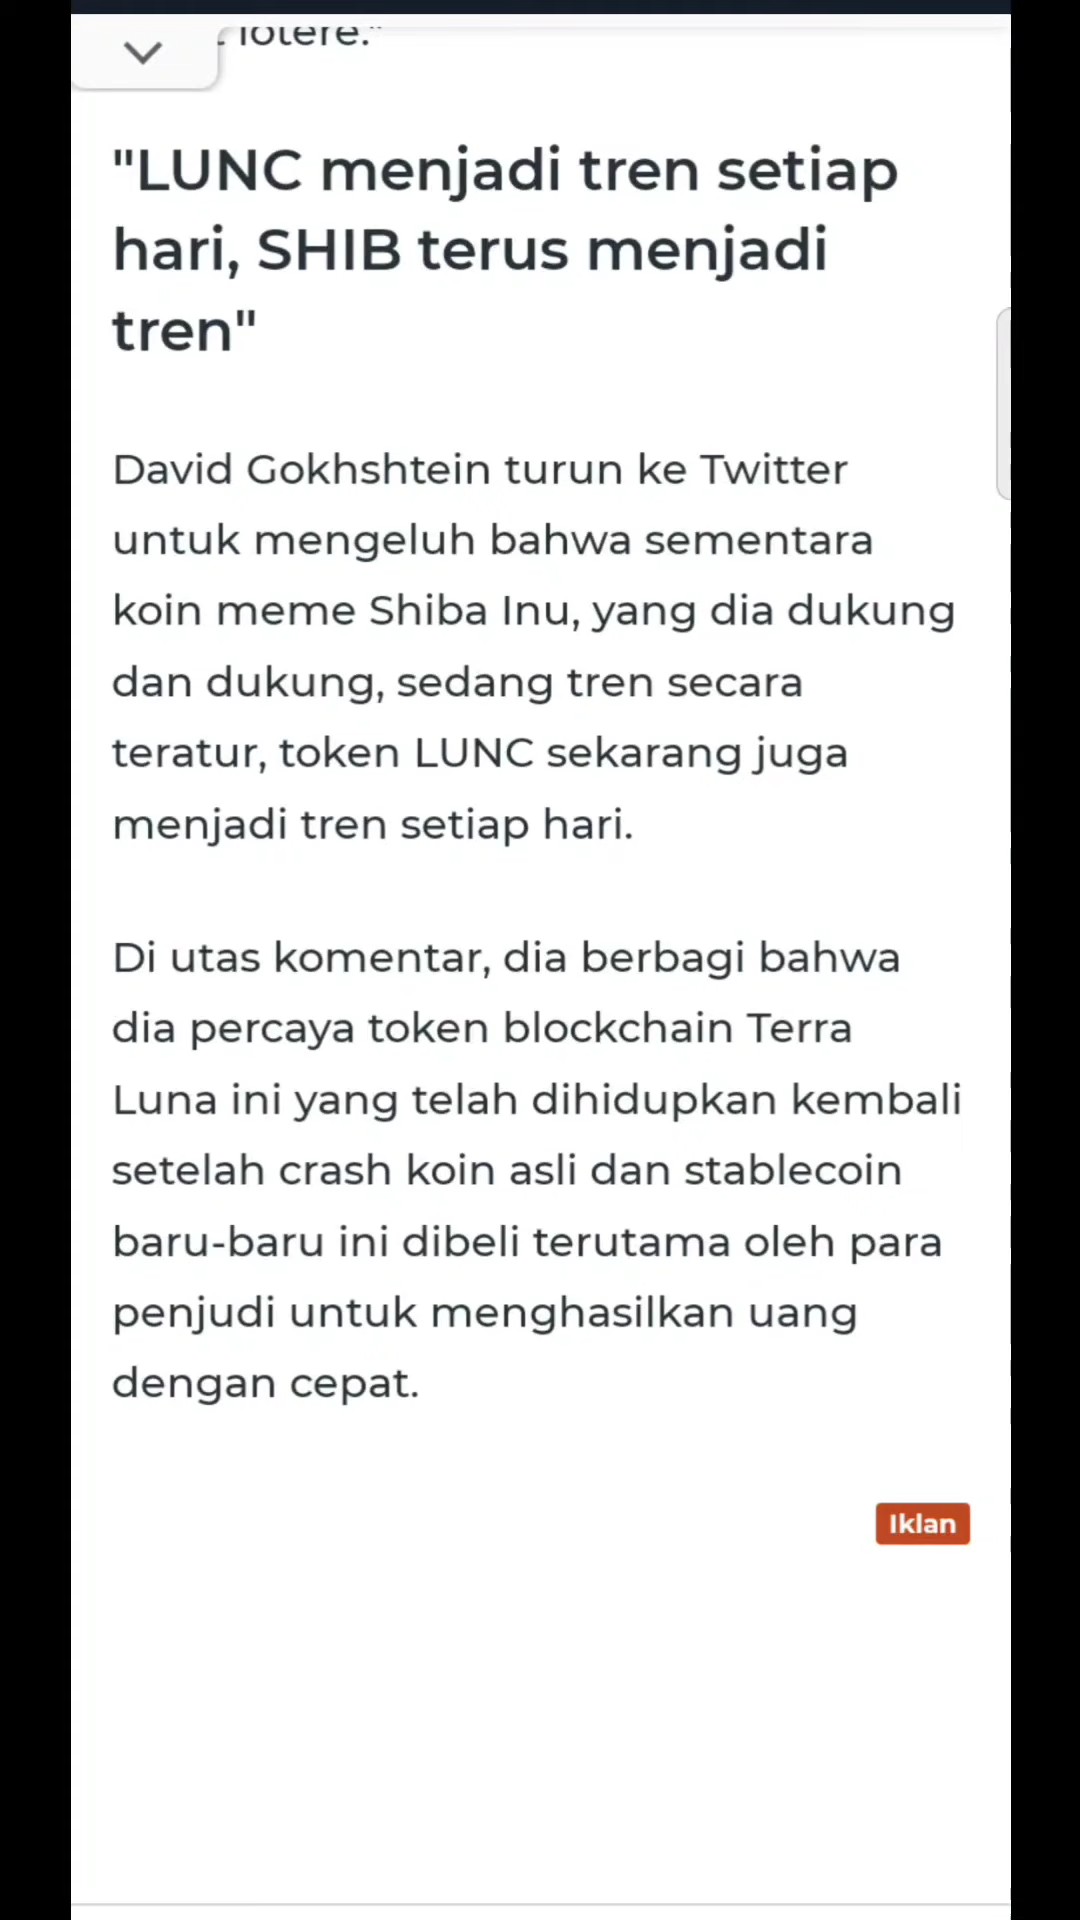 lotere."
"LUNC menjadi tren setiap
hari, SHIB terus menjadi
tren"
David Gokhshtein turun ke Twitter
untuk mengeluh bahwa sementara
koin meme Shiba Inu, yang dia dukung
dan dukung, sedang tren secara
teratur, token LUNC sekarang juga
menjadi tren setiap hari.
Di utas komentar, dia berbagi bahwa
dia percaya token blockchain Terra
Luna ini yang telah dihidupkan kembali
setelah crash koin asli dan stablecoin
baru-baru ini dibeli terutama oleh para
penjudi untuk menghasilkan uang
dengan cepat.
Iklan